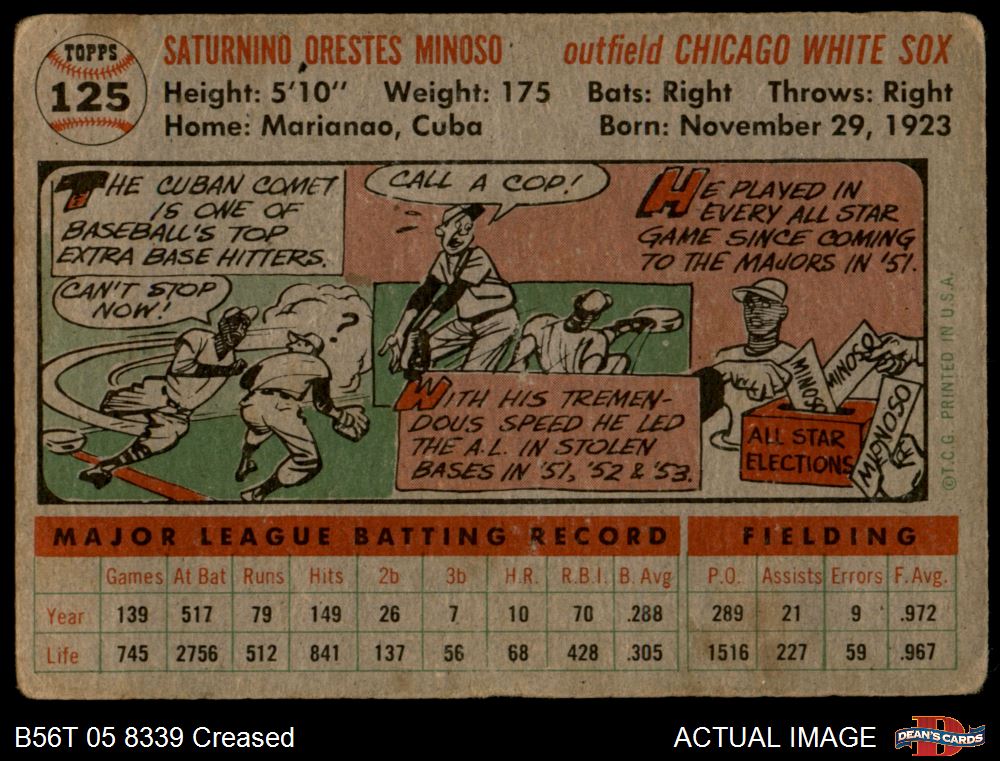 TOPPS
125
SATURNINO ORESTES MINOSO outfield CHICAGO WHITE SOX
Height: 5'10" Weight: 175 Bats: Right Throws: Right
Home: Marianao, Cuba Born: November 29, 1923
THE CUBAN COMET
IS ONE OF
BASEBALL'S TOP
EXTRA BASE HITTERS.
CAN'T STOP
NOW!
?
CALL A COP!
WITH HIS TREMEN-
DOUS SPEED HE LED
THE A.L. IN STOLEN
BASES IN '51, '52 & '53.
HE PLAYED IN
EVERY ALL STAR
GAME SINCE COMING
TO THE MAJORS IN '51.
MINOSO
MINOSO
MIONOSO
ALL STAR
ELECTIONS
© T.C.G. PRINTED IN U.S.A.
MAJOR LEAGUE BATTING RECORD FIELDING
Games At Bat Runs Hits 2b 3b H.R. R.B.I. B. Avg P.O. Assists Errors F. Avg.
Year 139 517 79 149 26 7 10 70 .288 289 21 9 .972
Life 745 2756 512 841 137 56 68 428 .305 1516 227 59 .967
B56T 05 8339 Creased ACTUAL IMAGE DEAN'S CARDS